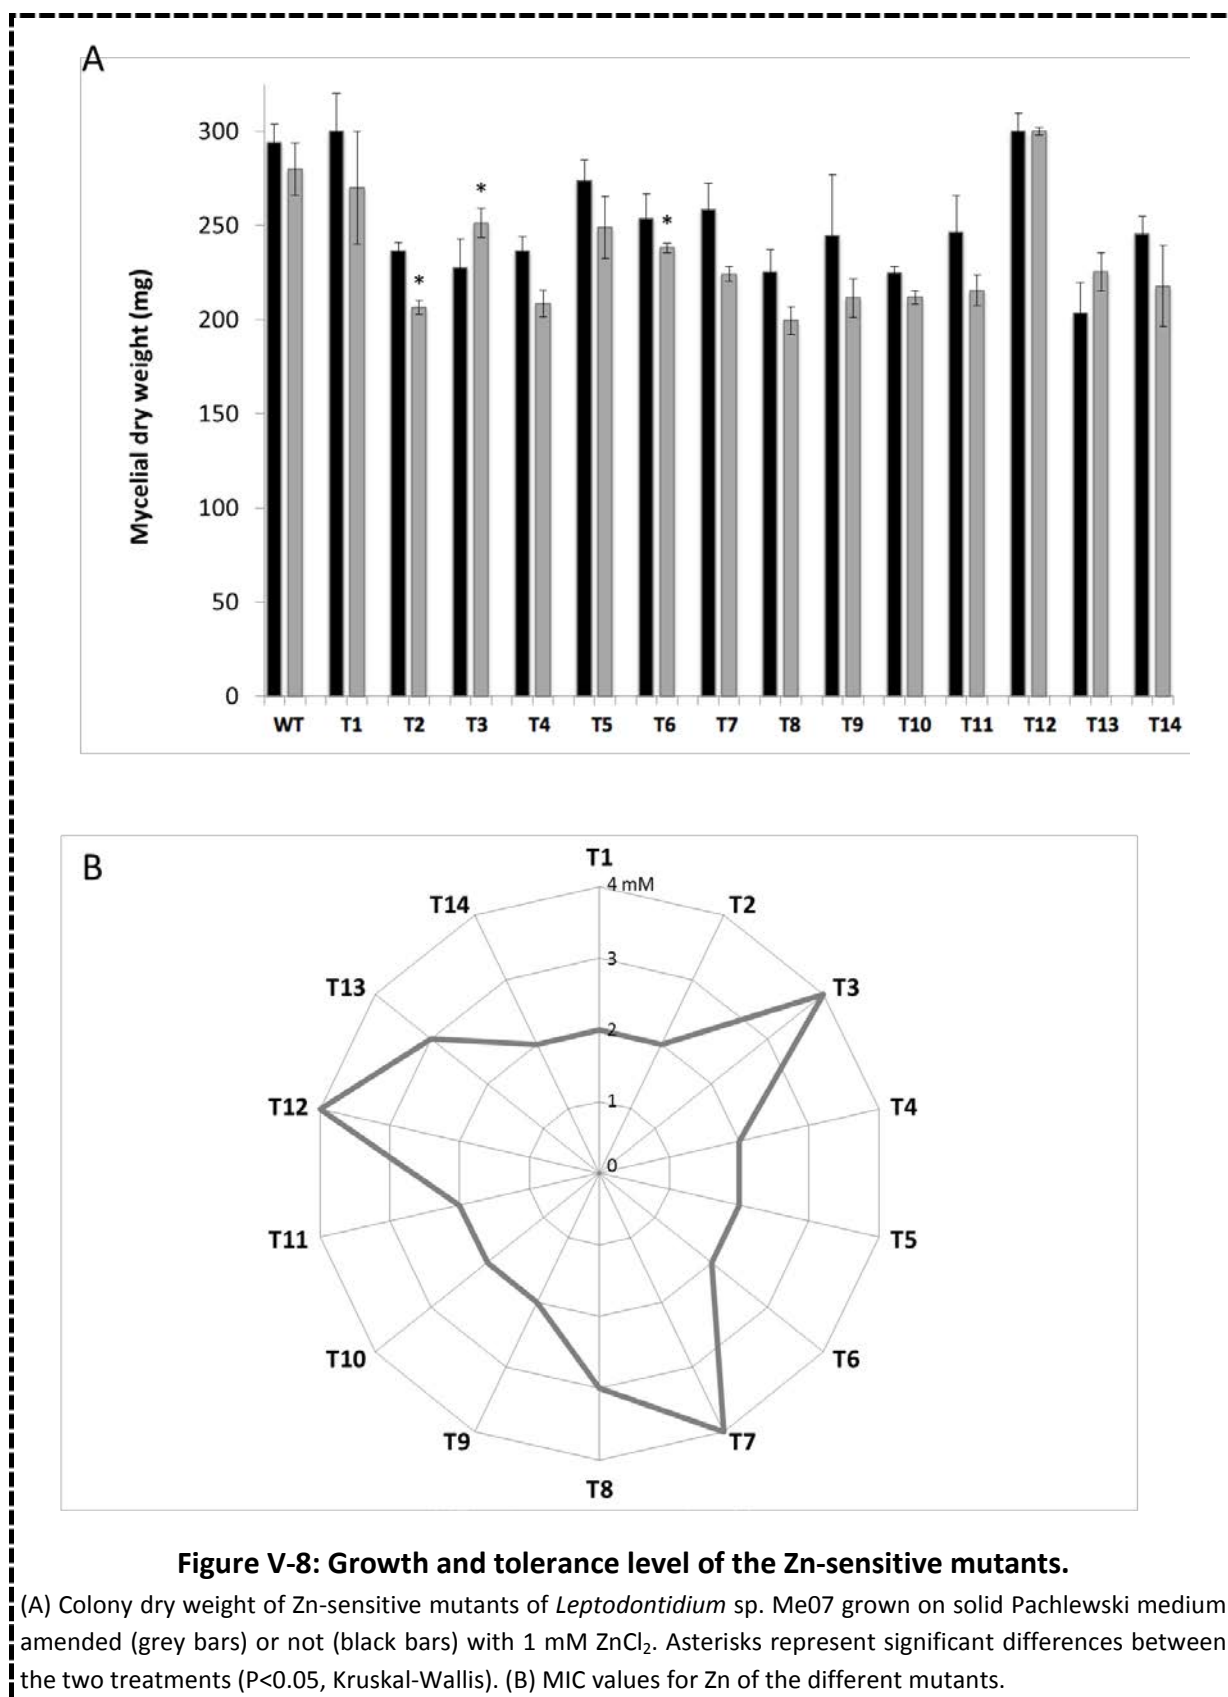 A
Mycelial dry weight (mg)
300
250
200
150
100
50
0
*
*
*
WT T1 T2 T3 T4 T5 T6 T7 T8 T9 T10 T11 T12 T13 T14
B
T1
4 mM
T14
T2
3
T13
T3
2
T12
1
T4
0
T11
T5
T10
T6
T9
T7
T8
Figure V-8: Growth and tolerance level of the Zn-sensitive mutants.
(A) Colony dry weight of Zn-sensitive mutants of Leptodontidium sp. Me07 grown on solid Pachlewski medium
amended (grey bars) or not (black bars) with 1 mM ZnCl₂. Asterisks represent significant differences between
the two treatments (P<0.05, Kruskal-Wallis). (B) MIC values for Zn of the different mutants.